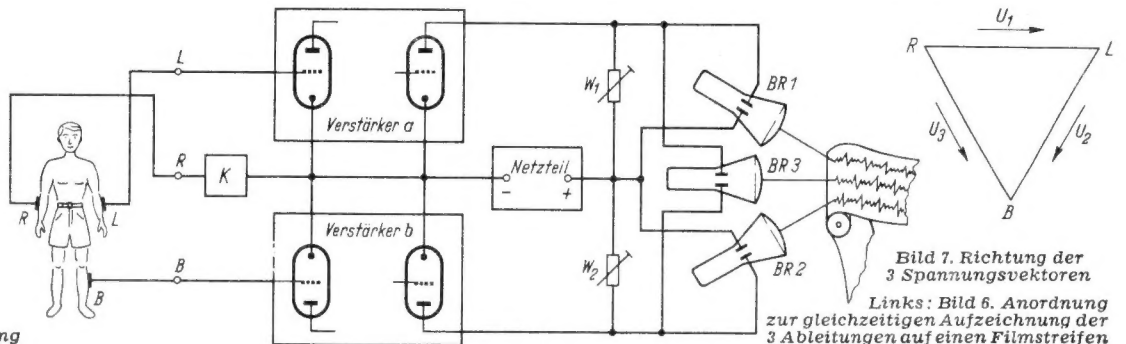 L
R
K
R
L
B
B
Verstärker a
Verstärker b
Netzteil
- +
W1
W2
BR1
BR3
BR2
U1
R
L
U3
U2
B
Bild 7. Richtung der
3 Spannungsvektoren
Links: Bild 6. Anordnung
zur gleichzeitigen Aufzeichnung der
3 Ableitungen auf einen Filmstreifen
ng